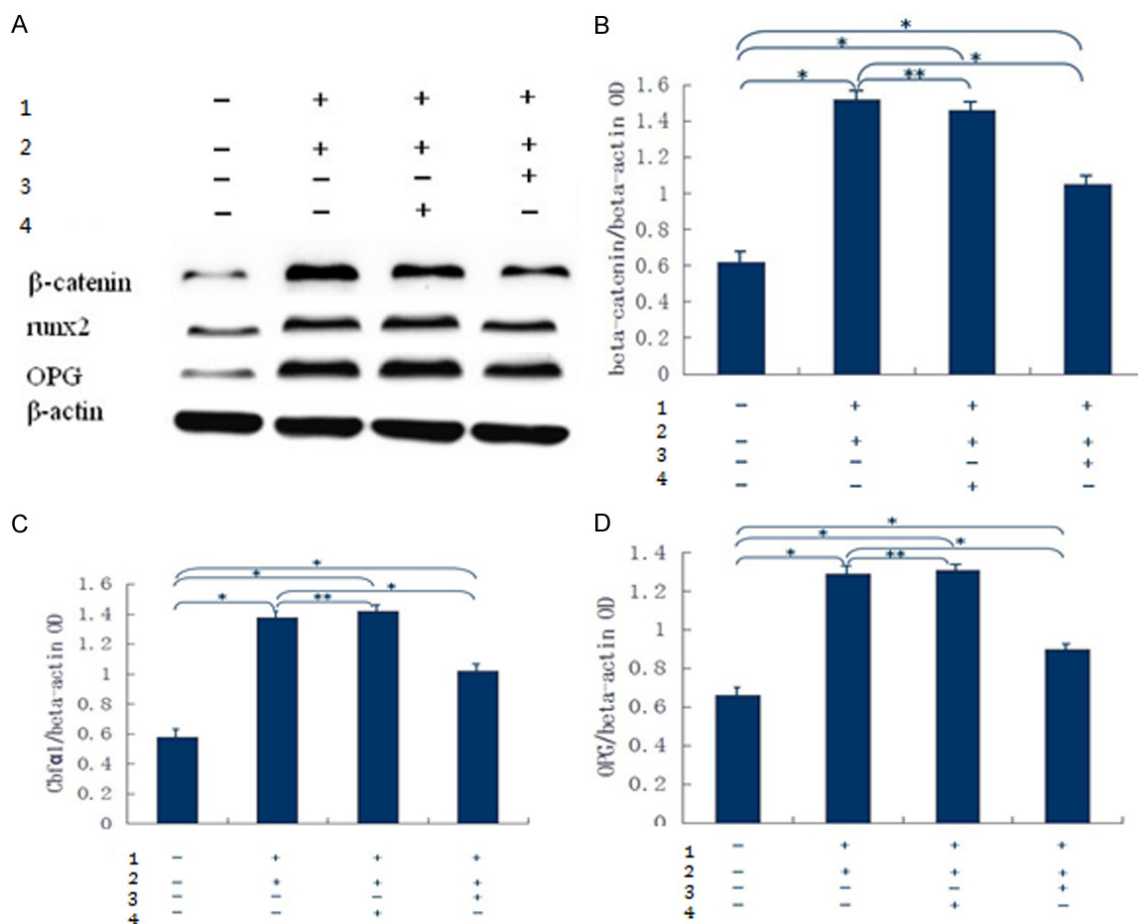 A
1 − + + +
2 − + + +
3 − − − +
4 − − + −
β-catenin
runx2
OPG
β-actin
B
*
*
*
* **
beta-catenin/beta-actin OD
1.6
1.4
1.2
1
0.8
0.6
0.4
0.2
0
1 − + + +
2 − + + +
3 − − − +
4 − − + −
C
*
*
*
* **
Cbfα1/beta-actin OD
1.6
1.4
1.2
1
0.8
0.6
0.4
0.2
0
1 − + + +
2 − + + +
3 − − − +
4 − − + −
D
*
*
*
* **
OPG/beta-actin OD
1.4
1.2
1
0.8
0.6
0.4
0.2
0
1 − + + +
2 − + + +
3 − − − +
4 − − + −